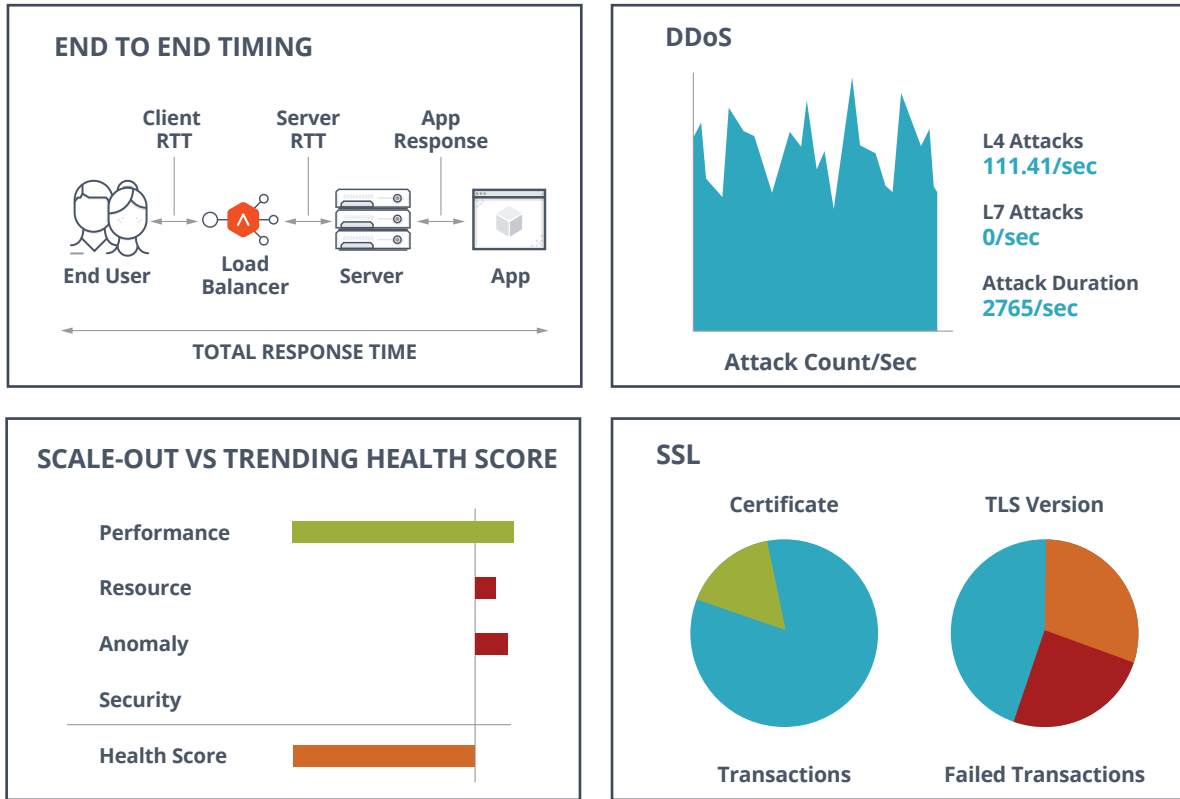 END TO END TIMING
Client
RTT
Server
RTT
App
Response
End User
Load
Balancer
Server
App
TOTAL RESPONSE TIME
DDoS
L4 Attacks
111.41/sec
L7 Attacks
0/sec
Attack Duration
2765/sec
Attack Count/Sec
SCALE-OUT VS TRENDING HEALTH SCORE
Performance
Resource
Anomaly
Security
Health Score
SSL
Certificate
TLS Version
Transactions
Failed Transactions